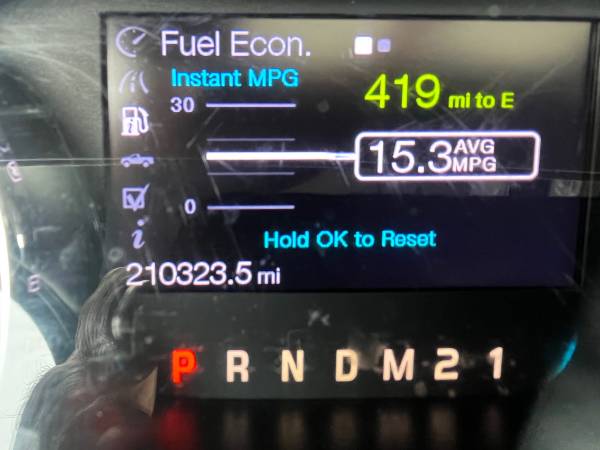 Fuel Econ.
Instant MPG
30
419 mi to E
15.3 AVG MPG
0
Hold OK to Reset
210323.5 mi
P R N D M 2 1
E